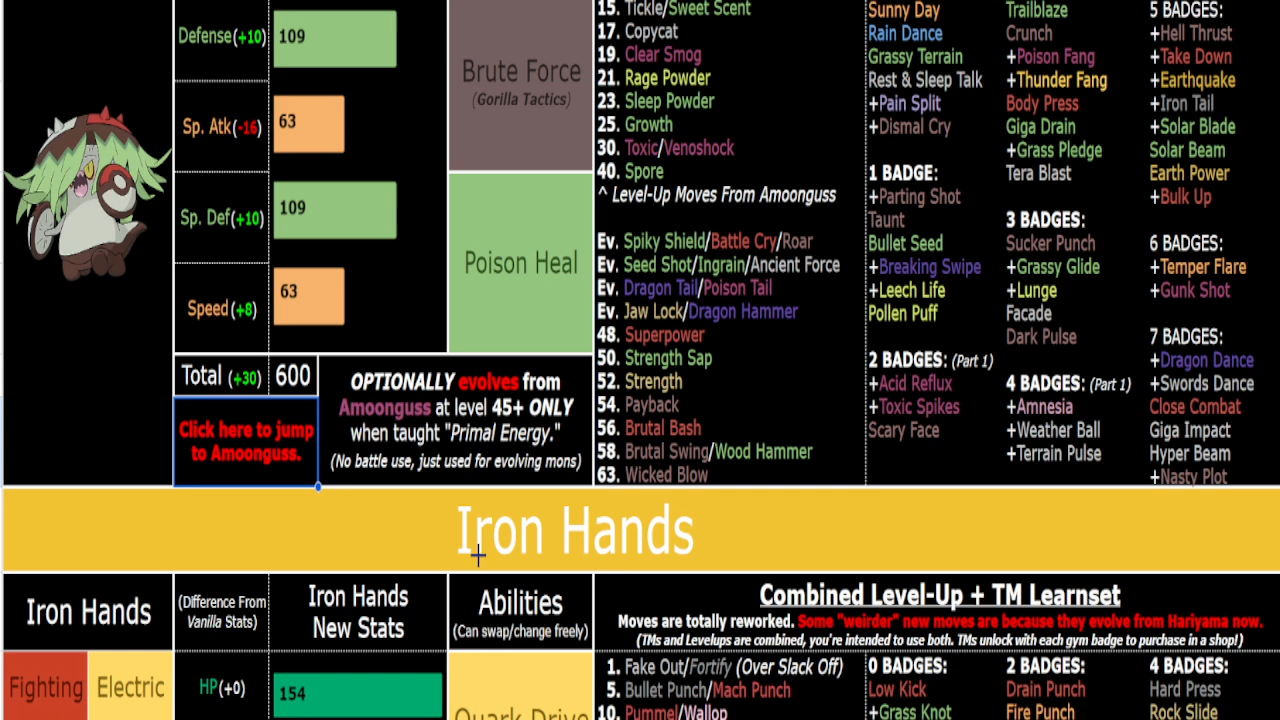 Defense(+10)
109
Sp. Atk(-16)
63
Sp. Def(+10)
109
Speed(+8)
63
Total (+30)
600
Click here to jump
to Amoonguss.
OPTIONALLY evolves from
Amoonguss at level 45+ ONLY
when taught "Primal Energy."
(No battle use, just used for evolving mons)
Brute Force
(Gorilla Tactics)
Poison Heal
15. Tickle/Sweet Scent
17. Copycat
19. Clear Smog
21. Rage Powder
23. Sleep Powder
25. Growth
30. Toxic/Venoshock
40. Spore
^ Level-Up Moves From Amoonguss
Ev. Spiky Shield/Battle Cry/Roar
Ev. Seed Shot/Ingrain/Ancient Force
Ev. Dragon Tail/Poison Tail
Ev. Jaw Lock/Dragon Hammer
48. Superpower
50. Strength Sap
52. Strength
54. Payback
56. Brutal Bash
58. Brutal Swing/Wood Hammer
63. Wicked Blow
Sunny Day
Rain Dance
Grassy Terrain
Rest & Sleep Talk
+Pain Split
+Dismal Cry
1 BADGE:
+Parting Shot
Taunt
Bullet Seed
+Breaking Swipe
+Leech Life
Pollen Puff
2 BADGES: (Part 1)
+Acid Reflux
+Toxic Spikes
Scary Face
Trailblaze
Crunch
+Poison Fang
+Thunder Fang
Body Press
Giga Drain
+Grass Pledge
Tera Blast
3 BADGES:
Sucker Punch
+Grassy Glide
+Lunge
Facade
Dark Pulse
4 BADGES: (Part 1)
+Amnesia
+Weather Ball
+Terrain Pulse
5 BADGES:
+Hell Thrust
+Take Down
+Earthquake
+Iron Tail
+Solar Blade
Solar Beam
Earth Power
+Bulk Up
6 BADGES:
+Temper Flare
+Gunk Shot
7 BADGES:
+Dragon Dance
+Swords Dance
Close Combat
Giga Impact
Hyper Beam
+Nasty Plot
Iron Hands
Iron Hands
(Difference From
Vanilla Stats)
Iron Hands
New Stats
Abilities
(Can swap/change freely)
Combined Level-Up + TM Learnset
Moves are totally reworked. Some "weirder" new moves are because they evolve from Hariyama now.
(TMs and Levelups are combined, you're intended to use both. TMs unlock with each gym badge to purchase in a shop!)
Fighting
Electric
HP(+0)
154
Quark Drive
1. Fake Out/Fortify (Over Slack Off)
5. Bullet Punch/Mach Punch
10. Pummel/Wallop
0 BADGES:
Low Kick
+Grass Knot
2 BADGES:
Drain Punch
Fire Punch
4 BADGES:
Hard Press
Rock Slide